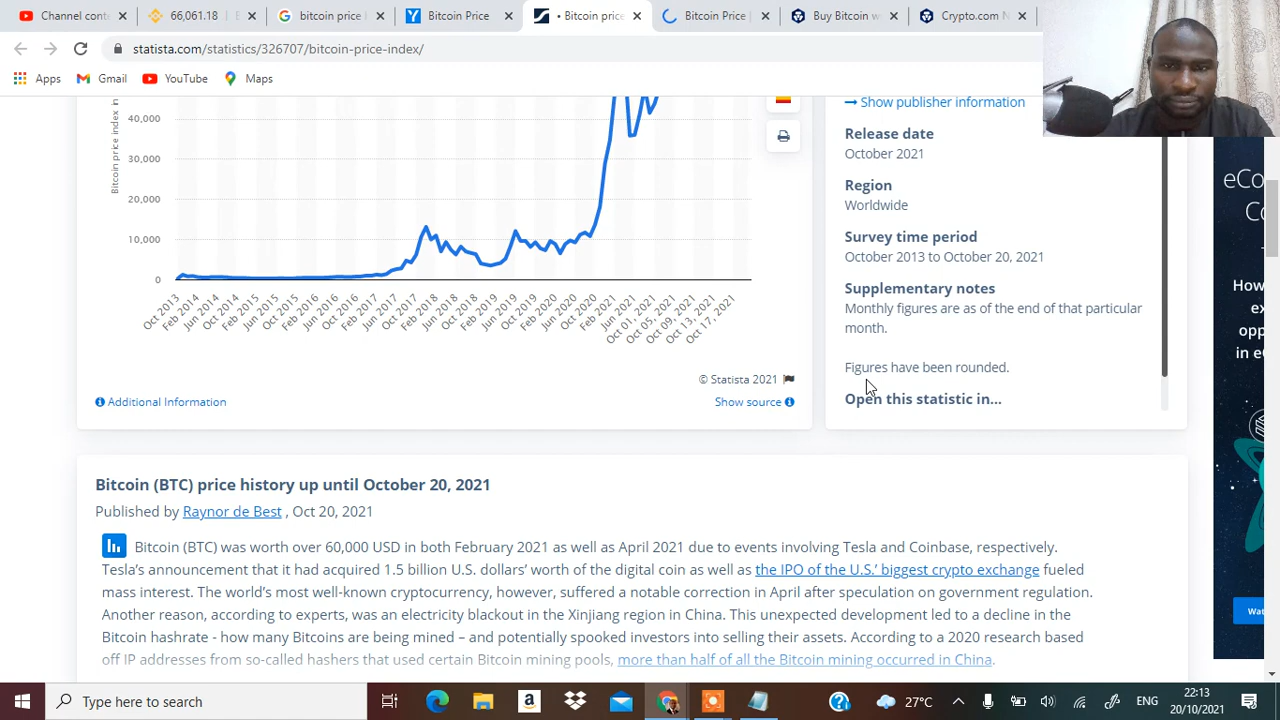 Channel conte
66,061.18 | B
bitcoin price h
Bitcoin Price
• Bitcoin price
Bitcoin Price (
Buy Bitcoin w
Crypto.com N
statista.com/statistics/326707/bitcoin-price-index/
Apps
Gmail
YouTube
Maps
Bitcoin price index in
40,000
30,000
20,000
10,000
0
Oct 2013
Feb 2014
Jun 2014
Oct 2014
Feb 2015
Jun 2015
Oct 2015
Feb 2016
Jun 2016
Oct 2016
Feb 2017
Jun 2017
Oct 2017
Feb 2018
Jun 2018
Oct 2018
Feb 2019
Jun 2019
Oct 2019
Feb 2020
Jun 2020
Oct 2020
Feb 2021
Jun 2021
Oct 01, 2021
Oct 05, 2021
Oct 09, 2021
Oct 13, 2021
Oct 17, 2021
© Statista 2021
Additional Information
Show source
Show publisher information
Release date
October 2021
Region
Worldwide
Survey time period
October 2013 to October 20, 2021
Supplementary notes
Monthly figures are as of the end of that particular
month.
Figures have been rounded.
Open this statistic in...
eCo
Co
How
ex
opp
in eC
Wat
Bitcoin (BTC) price history up until October 20, 2021
Published by Raynor de Best , Oct 20, 2021
Bitcoin (BTC) was worth over 60,000 USD in both February 2021 as well as April 2021 due to events involving Tesla and Coinbase, respectively.
Tesla's announcement that it had acquired 1.5 billion U.S. dollars' worth of the digital coin as well as the IPO of the U.S.' biggest crypto exchange fueled
mass interest. The world's most well-known cryptocurrency, however, suffered a notable correction in April after speculation on government regulation.
Another reason, according to experts, was an electricity blackout in the Xinjiang region in China. This unexpected development led to a decline in the
Bitcoin hashrate - how many Bitcoins are being mined – and potentially spooked investors into selling their assets. According to a 2020 research based
off IP addresses from so-called hashers that used certain Bitcoin mining pools, more than half of all the Bitcoin mining occurred in China.
Type here to search
27°C
ENG
22:13
20/10/2021